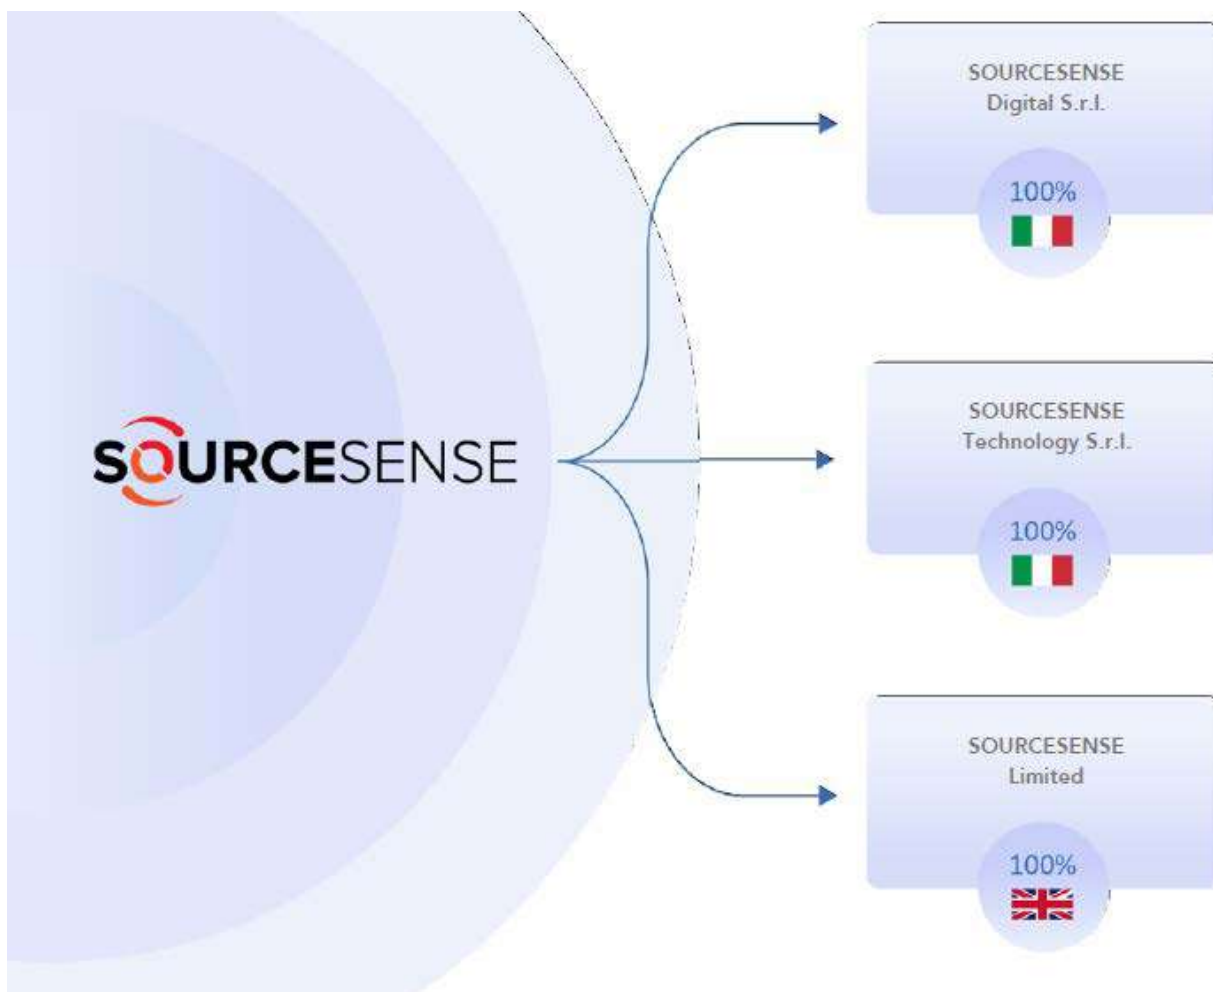 SOURCESENSE
SOURCESENSE
Digital S.r.l.
100%
SOURCESENSE
Technology S.r.l.
100%
SOURCESENSE
Limited
100%